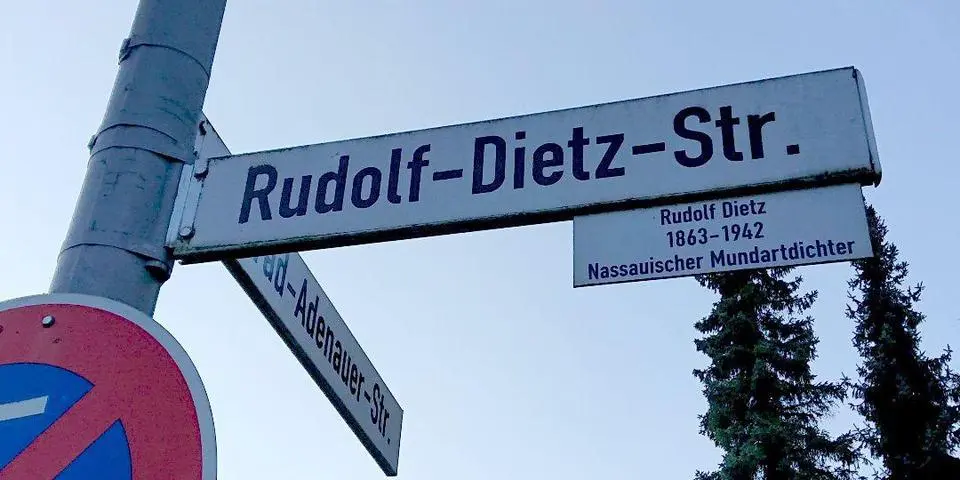 Rudolf-Dietz-Str.
Rudolf Dietz
1863-1942
Nassauischer Mundartdichter
-Adenauer-Str.